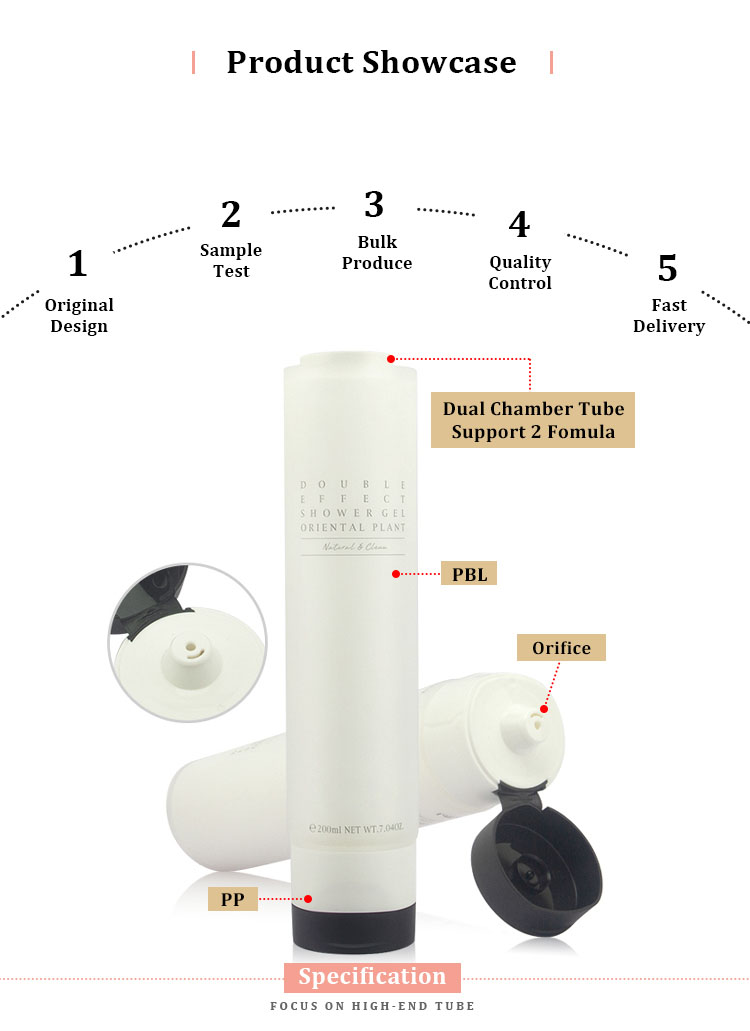 Product Showcase
1
Original
Design
2
Sample
Test
3
Bulk
Produce
4
Quality
Control
5
Fast
Delivery
Dual Chamber Tube
Support 2 Fomula
DOUBLE
EFFECT
SHOWER GEL
ORIENTAL PLANT
Natural & Clean
PBL
Orifice
℮200ml NET WT.7.04OZ.
PP
Specification
FOCUS ON HIGH-END TUBE